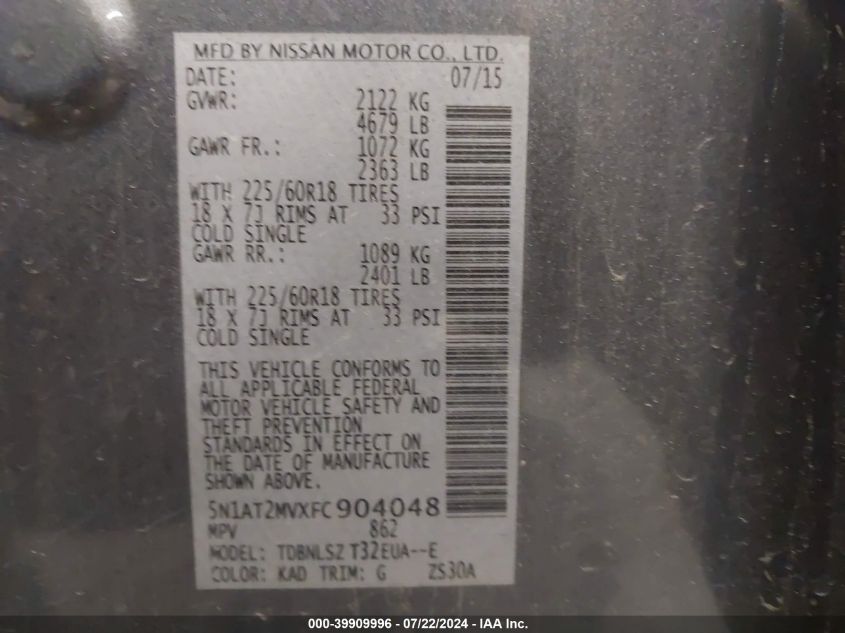 MFD BY NISSAN MOTOR CO., LTD.
DATE: 07/15
GVWR: 2122 KG
4679 LB
GAWR FR.: 1072 KG
2363 LB
WITH 225/60R18 TIRES
18 X 7J RIMS AT 33 PSI
COLD SINGLE
GAWR RR.: 1089 KG
2401 LB
WITH 225/60R18 TIRES
18 X 7J RIMS AT 33 PSI
COLD SINGLE
THIS VEHICLE CONFORMS TO
ALL APPLICABLE FEDERAL
MOTOR VEHICLE SAFETY AND
THEFT PREVENTION
STANDARDS IN EFFECT ON
THE DATE OF MANUFACTURE
SHOWN ABOVE.
5N1AT2MVXFC904048
MPV 862
MODEL: TDBNLSZ T32EUA--E
COLOR: KAD TRIM: G ZS30A
000-39909996 - 07/22/2024 - IAA Inc.